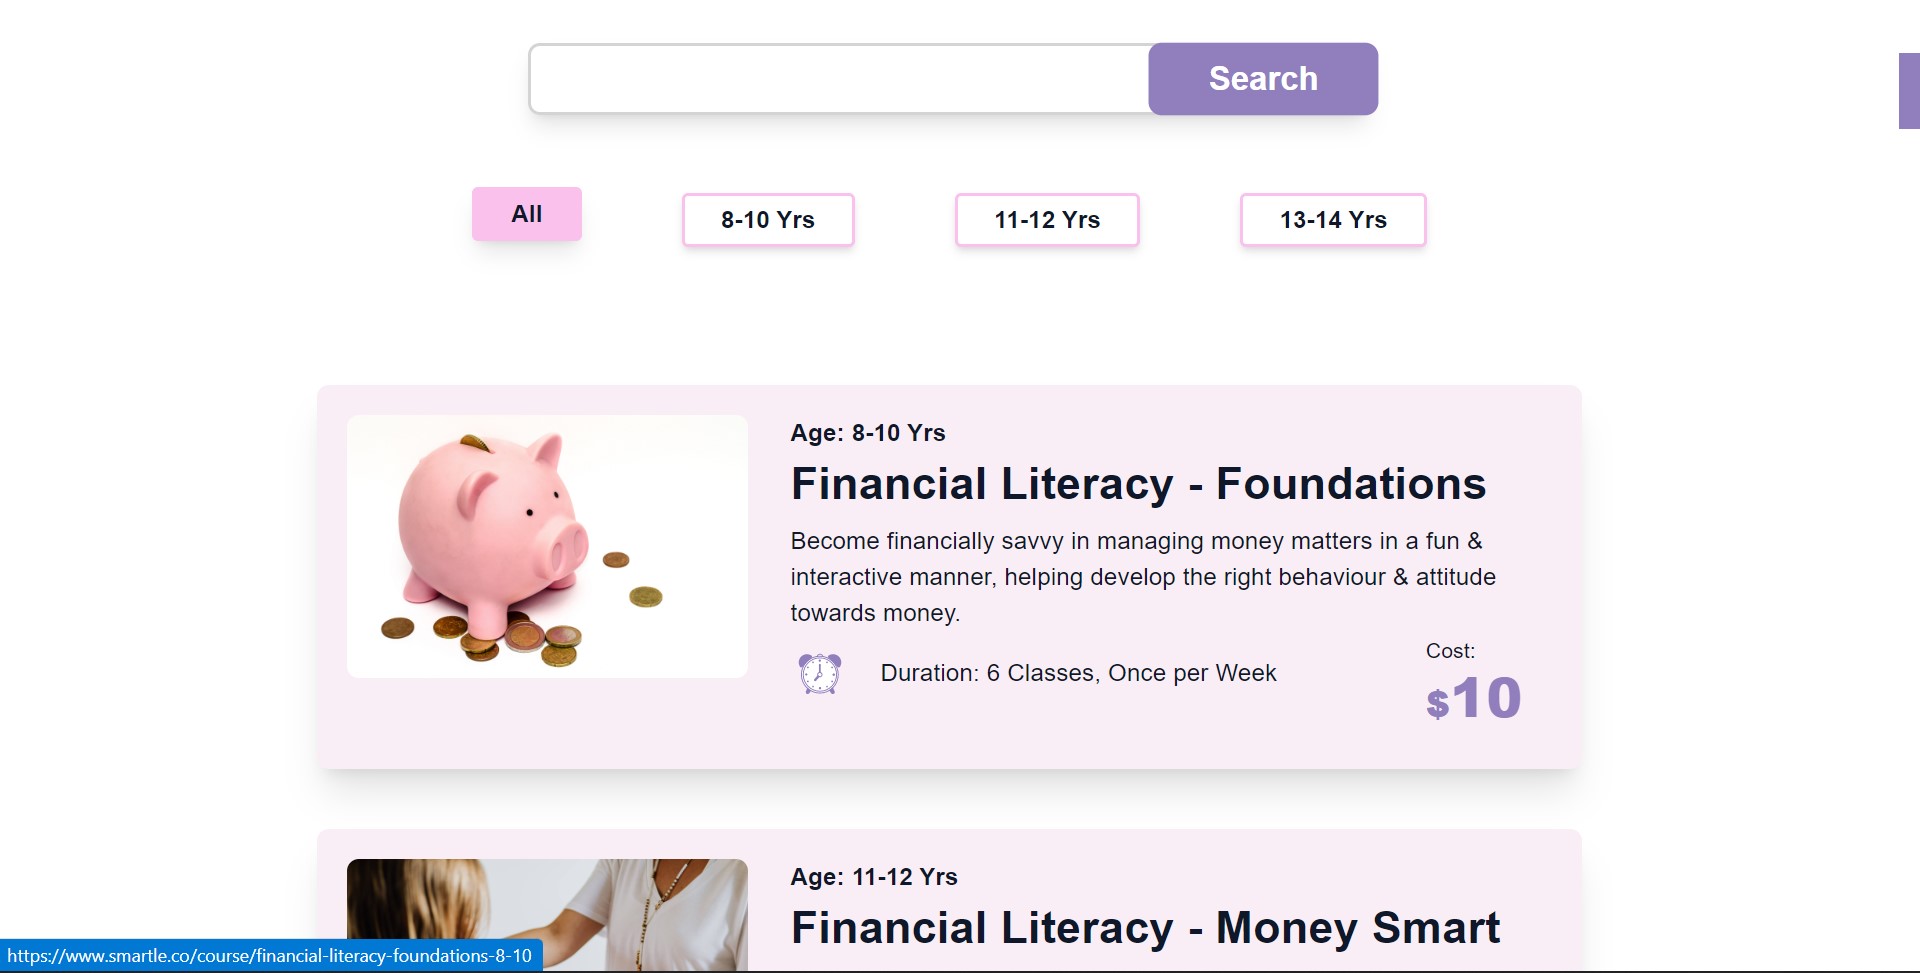 Search
All
8-10 Yrs
11-12 Yrs
13-14 Yrs
Age: 8-10 Yrs
Financial Literacy - Foundations
Become financially savvy in managing money matters in a fun &
interactive manner, helping develop the right behaviour & attitude
towards money.
Duration: 6 Classes, Once per Week
Cost:
$10
Age: 11-12 Yrs
Financial Literacy - Money Smart
https://www.smartle.co/course/financial-literacy-foundations-8-10